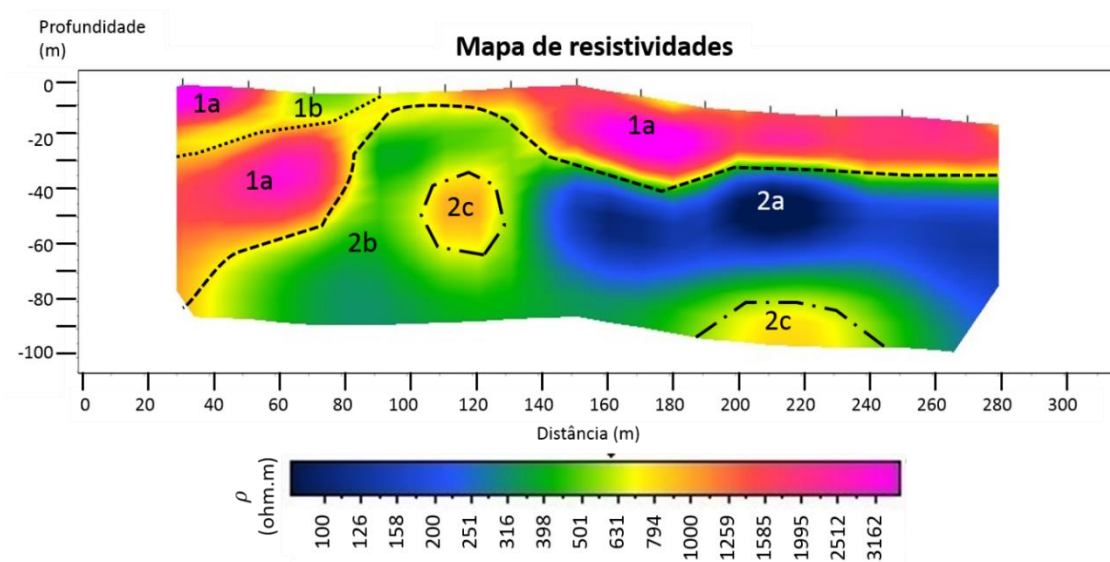 Profundidade
(m)
Mapa de resistividades
0
-20
-40
-60
-80
-100
1a
1b
1a
1a
2a
2b
2c
2c
0 20 40 60 80 100 120 140 160 180 200 220 240 260 280 300
Distância (m)
ρ
(ohm.m)
100 126 158 200 251 316 398 501 631 794 1000 1259 1585 1995 2512 3162